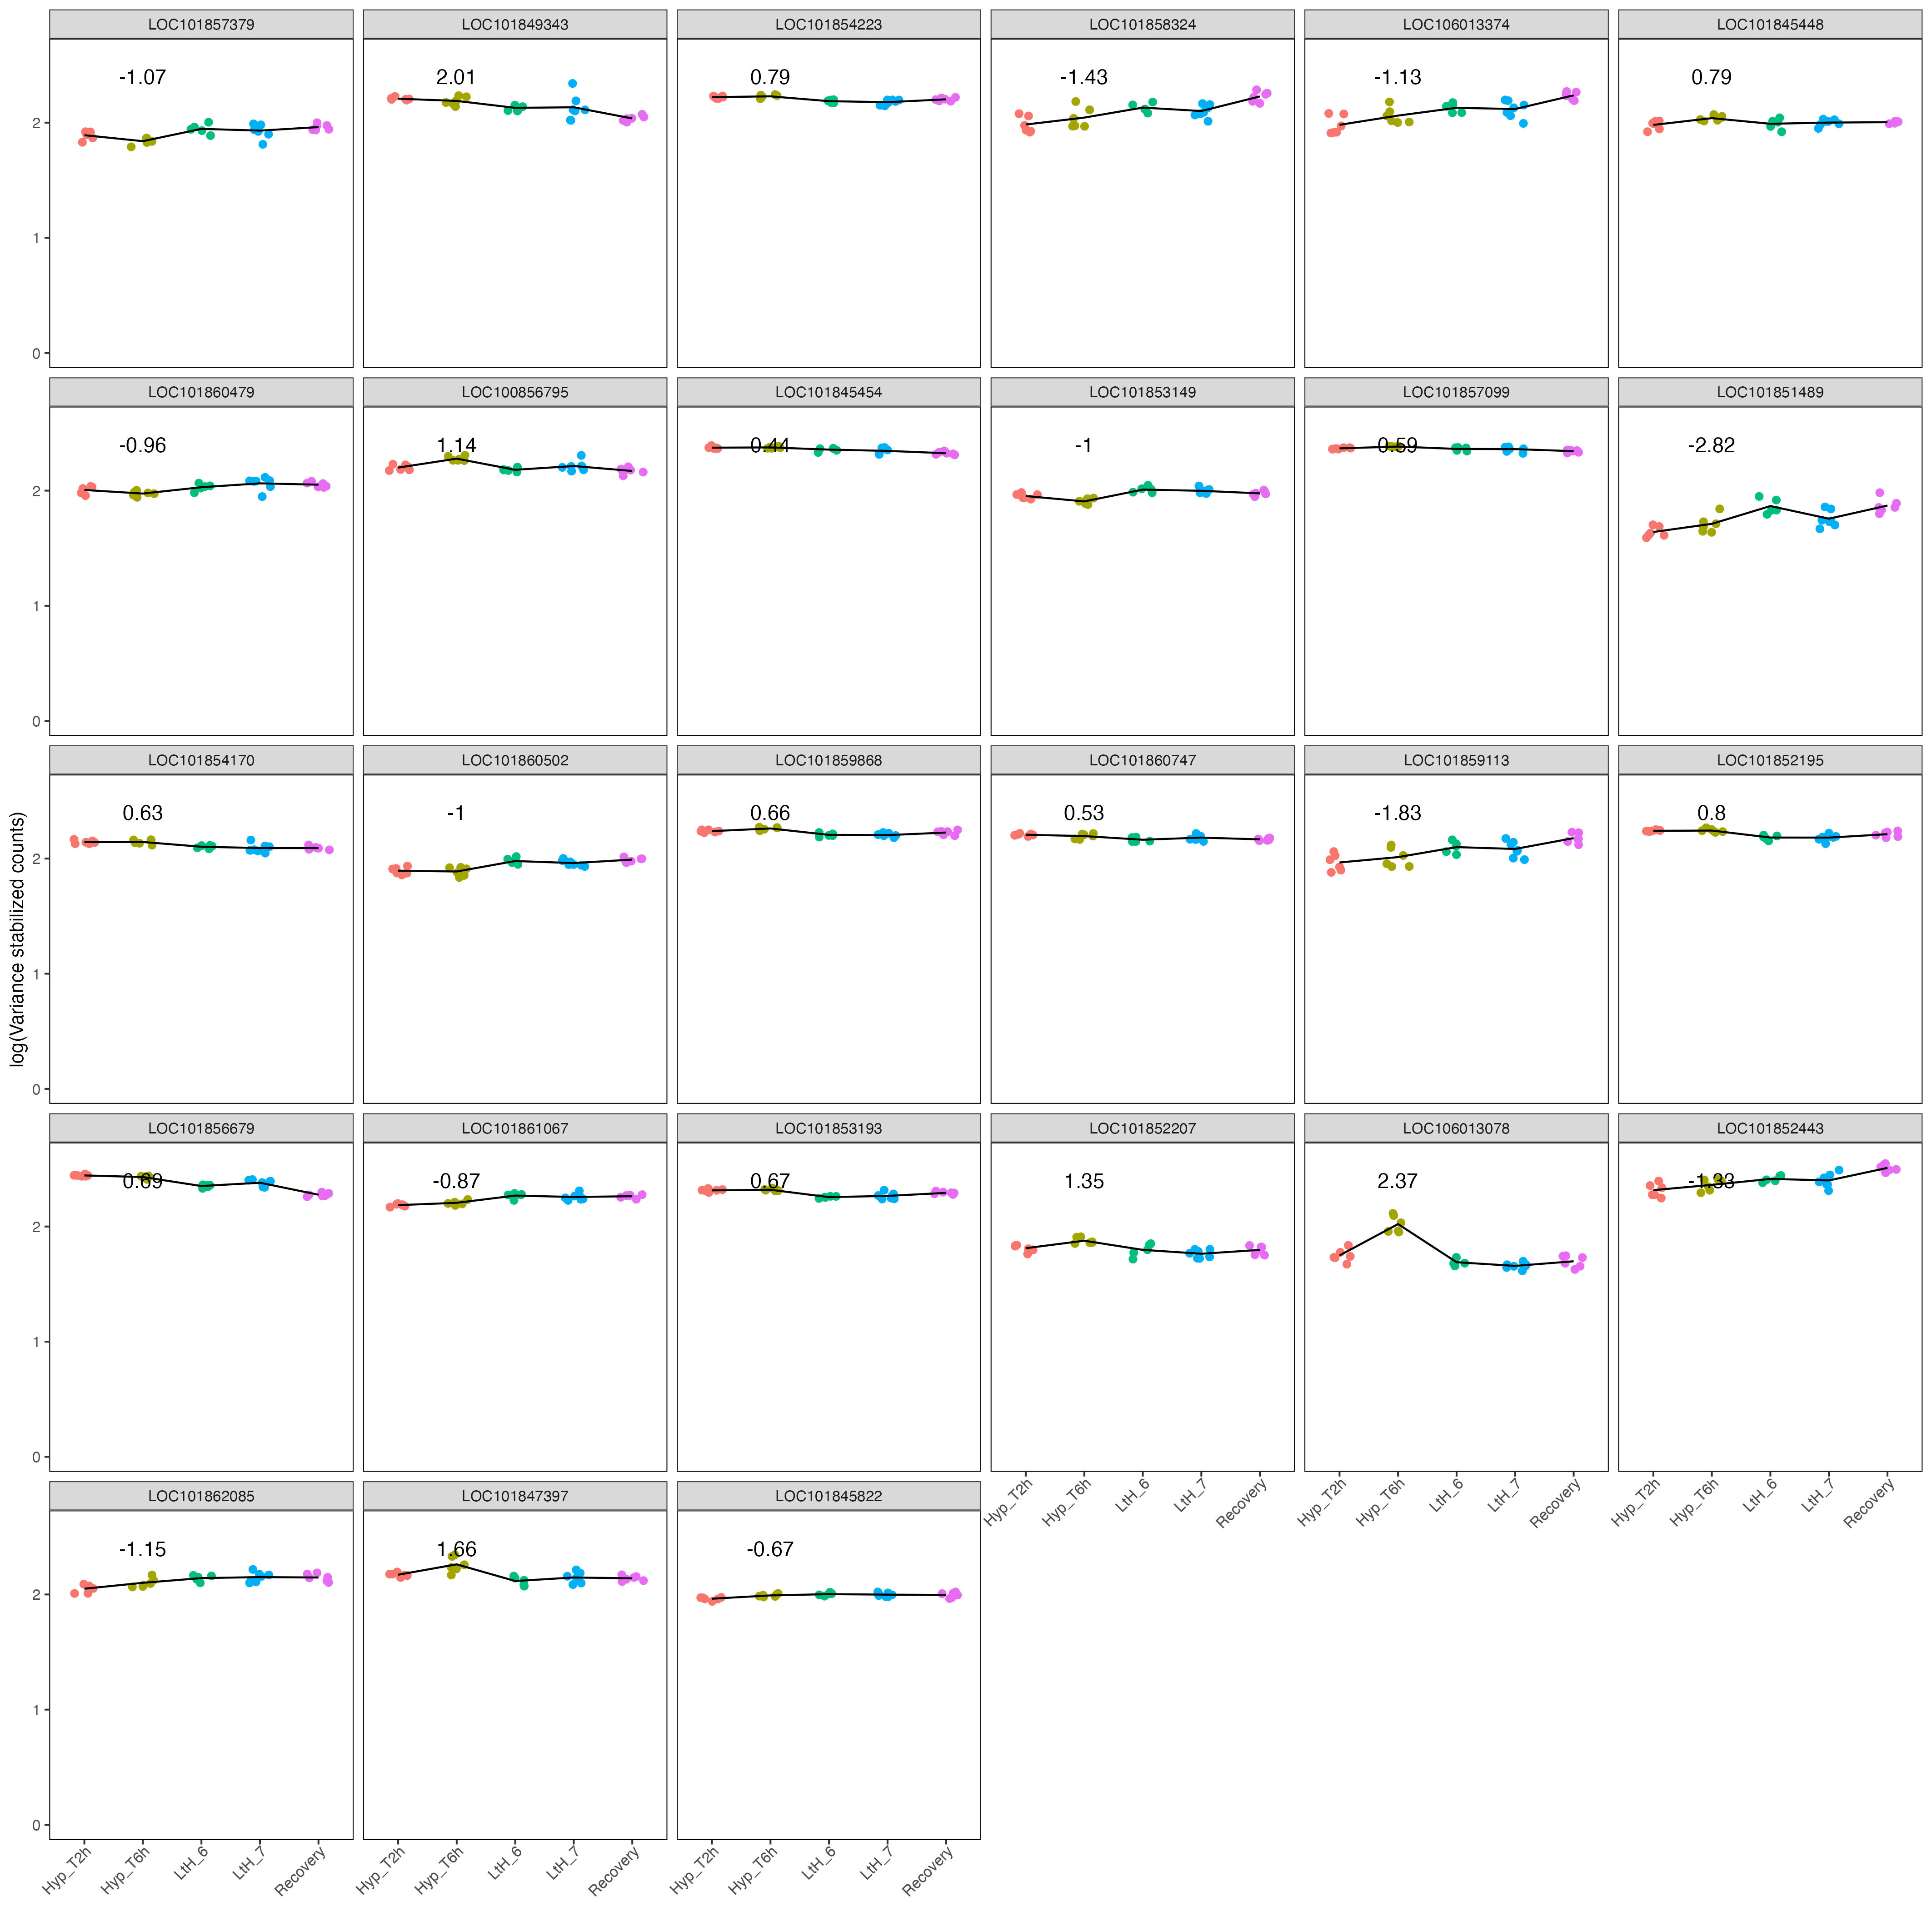 LOC101857379 LOC101849343 LOC101854223 LOC101858324 LOC106013374 LOC101845448
-1.07 2.01 0.79 -1.43 -1.13 0.79
2
1
0
LOC101860479 LOC100856795 LOC101845454 LOC101853149 LOC101857099 LOC101851489
-0.96 1.14 0.44 -1 0.59 -2.82
2
1
0
LOC101854170 LOC101860502 LOC101859868 LOC101860747 LOC101859113 LOC101852195
0.63 -1 0.66 0.53 -1.83 0.8
2
1
0
log(Variance stabilized counts)
LOC101856679 LOC101861067 LOC101853193 LOC101852207 LOC106013078 LOC101852443
0.69 -0.87 0.67 1.35 2.37 -1.33
2
1
0
Hyp_T2h Hyp_T6h LtH_6 LtH_7 Recovery Hyp_T2h Hyp_T6h LtH_6 LtH_7 Recovery Hyp_T2h Hyp_T6h LtH_6 LtH_7 Recovery
LOC101862085 LOC101847397 LOC101845822
-1.15 1.66 -0.67
2
1
0
Hyp_T2h Hyp_T6h LtH_6 LtH_7 Recovery Hyp_T2h Hyp_T6h LtH_6 LtH_7 Recovery Hyp_T2h Hyp_T6h LtH_6 LtH_7 Recovery